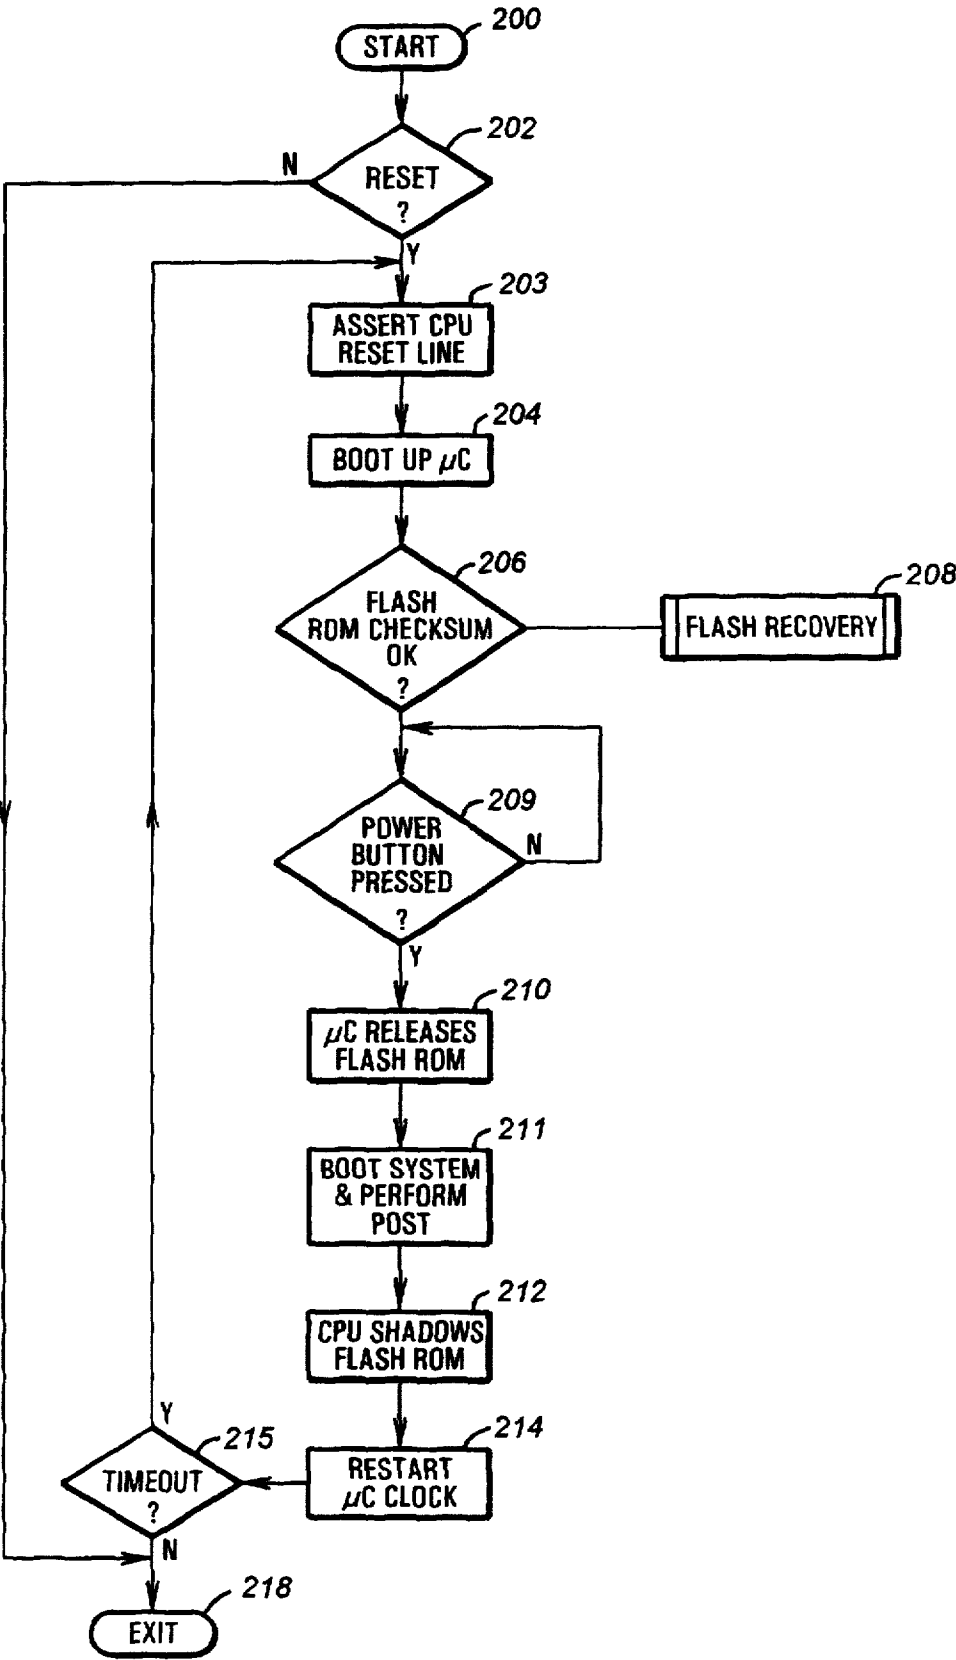 200
START
202
N
RESET
?
Y
203
ASSERT CPU
RESET LINE
204
BOOT UP µC
206
FLASH
ROM CHECKSUM
OK
?
208
FLASH RECOVERY
209
POWER
BUTTON
PRESSED
?
N
Y
210
µC RELEASES
FLASH ROM
211
BOOT SYSTEM
& PERFORM
POST
212
CPU SHADOWS
FLASH ROM
214
RESTART
µC CLOCK
Y
215
TIMEOUT
?
N
218
EXIT